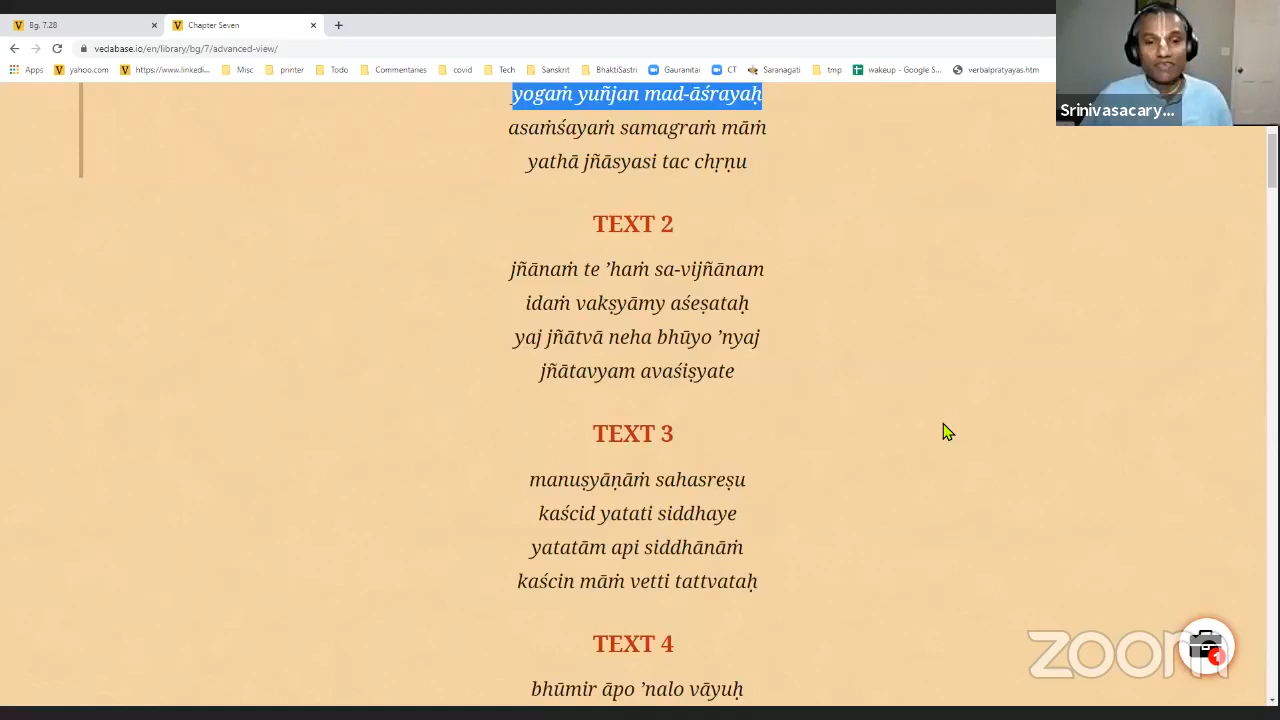 Bg. 7.28
Chapter Seven
vedabase.io/en/library/bg/7/advanced-view/
Apps
yahoo.com
https://www.linkedi...
Misc
printer
Todo
Commentaries
covid
Tech
Sanskrit
BhaktiSastri
Gauranitai
CT
Saranagati
tmp
wakeup - Google S...
verbalpratyayas.htm
Srinivasacary...
yogaṁ yuñjan mad-āśrayaḥ
asaṁśayaṁ samagraṁ māṁ
yathā jñāsyasi tac chṛṇu
TEXT 2
jñānaṁ te ’haṁ sa-vijñānam
idaṁ vakṣyāmy aśeṣataḥ
yaj jñātvā neha bhūyo ’nyaj
jñātavyam avaśiṣyate
TEXT 3
manuṣyāṇāṁ sahasreṣu
kaścid yatati siddhaye
yatatām api siddhānāṁ
kaścin māṁ vetti tattvataḥ
TEXT 4
bhūmir āpo ’nalo vāyuḥ
zoom
1